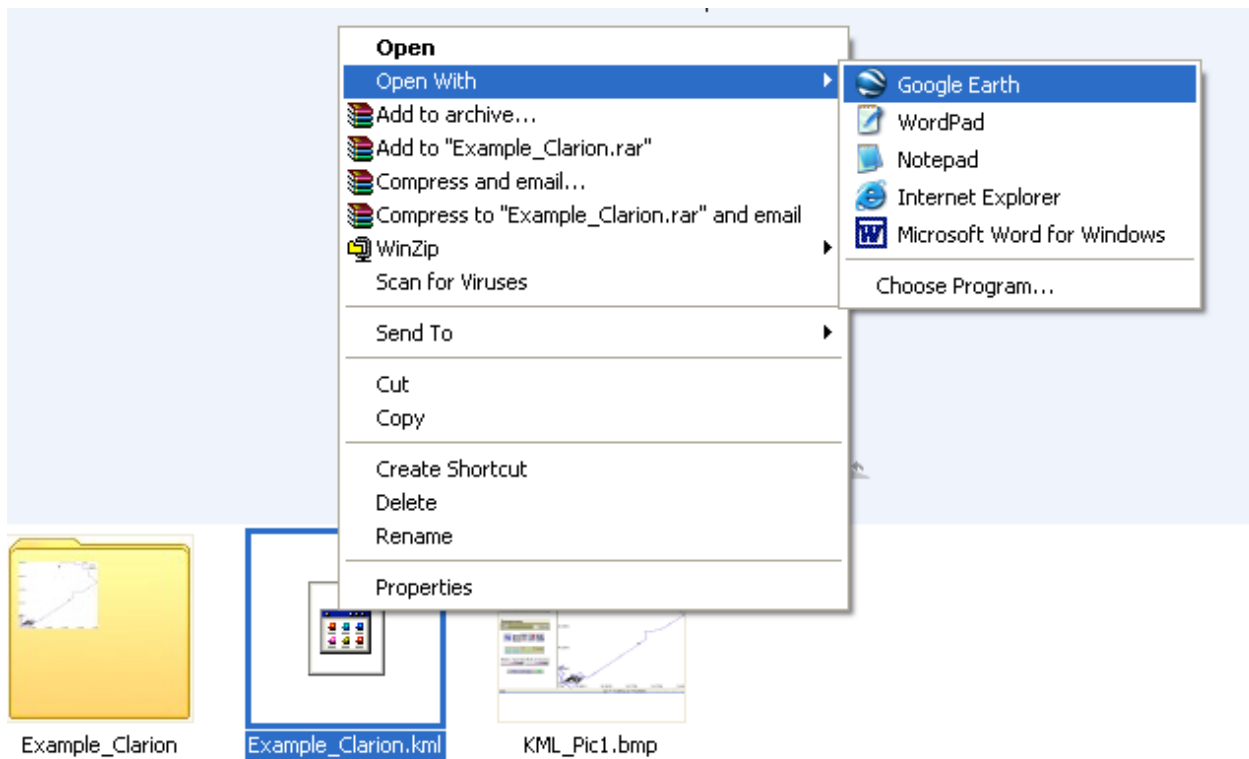 Open
Open With
Add to archive...
Add to "Example_Clarion.rar"
Compress and email...
Compress to "Example_Clarion.rar" and email
WinZip
Scan for Viruses
Send To
Cut
Copy
Create Shortcut
Delete
Rename
Properties
Google Earth
WordPad
Notepad
Internet Explorer
Microsoft Word for Windows
Choose Program...
Example_Clarion
Example_Clarion.kml
KML_Pic1.bmp